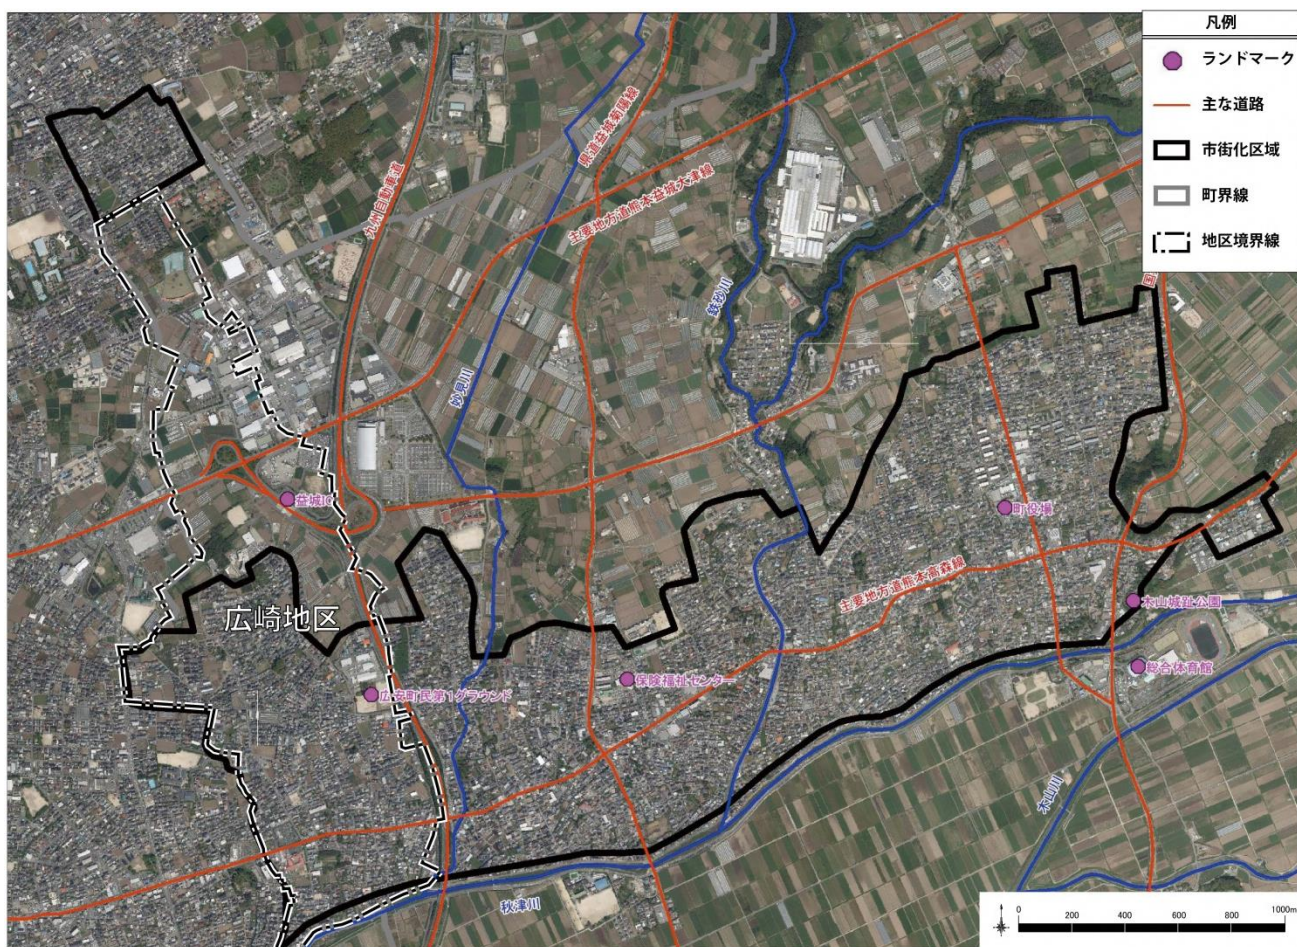 凡例
ランドマーク
主な道路
市街化区域
町界線
地区境界線
九州自動車道
県道益城菊陽線
主要地方道熊本益城大津線
妙見川
鉄砂川
益城IC
町役場
主要地方道熊本高森線
木山城趾公園
広崎地区
総合体育館
保険福祉センター
広安町民第1グラウンド
木山川
秋津川
0 200 400 600 800 1000m